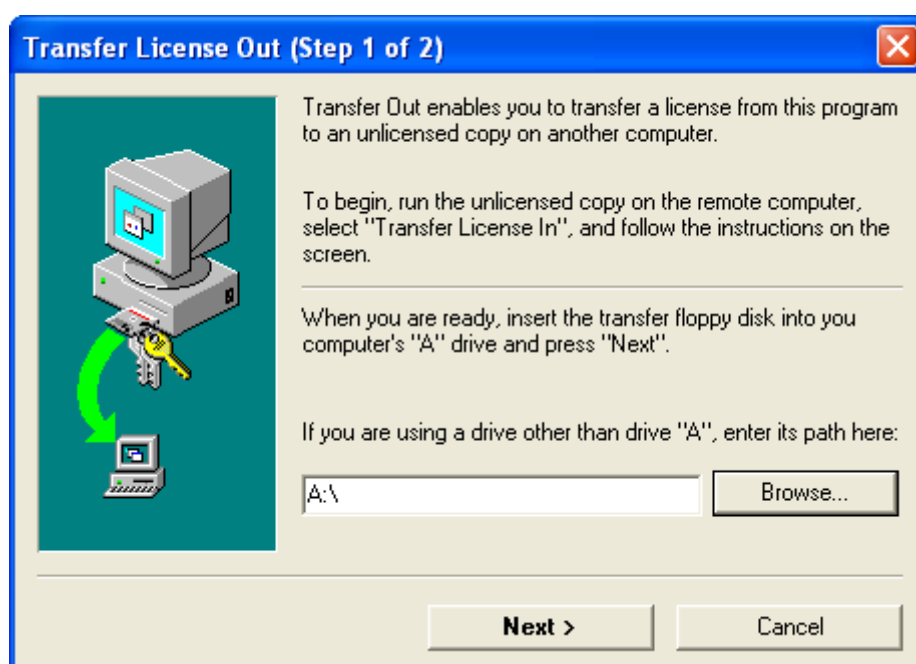 Transfer License Out (Step 1 of 2)
Transfer Out enables you to transfer a license from this program
to an unlicensed copy on another computer.
To begin, run the unlicensed copy on the remote computer,
select "Transfer License In", and follow the instructions on the
screen.
When you are ready, insert the transfer floppy disk into you
computer's "A" drive and press "Next".
If you are using a drive other than drive "A", enter its path here:
A:\
Browse...
Next >
Cancel